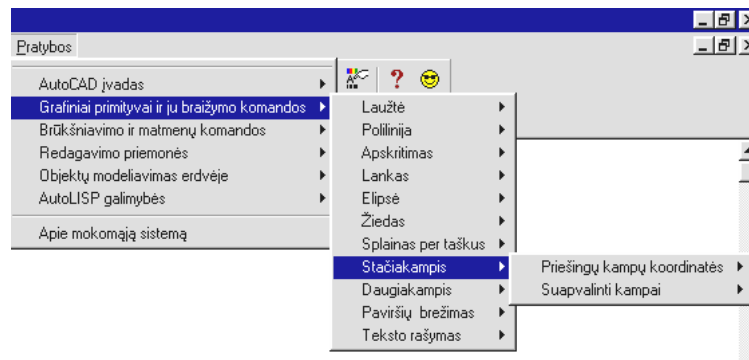 Pratybos
AutoCAD įvadas
Grafiniai primityvai ir ju braižymo komandos
Brūkšniavimo ir matmenų komandos
Redagavimo priemonės
Objektų modeliavimas erdvėje
AutoLISP galimybės
Apie mokomąją sistemą
Laužtė
Polilinija
Apskritimas
Lankas
Elipsė
Žiedas
Splainas per taškus
Stačiakampis
Daugiakampis
Paviršių brežimas
Teksto rašymas
Priešingų kampų koordinatės
Suapvalinti kampai